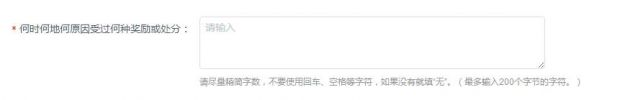 * 何时何地何原因受过何种奖励或处分： 请输入
请尽量精简字数，不要使用回车、空格等字符，如果没有就填“无”。（最多输入200个字节的字符。）